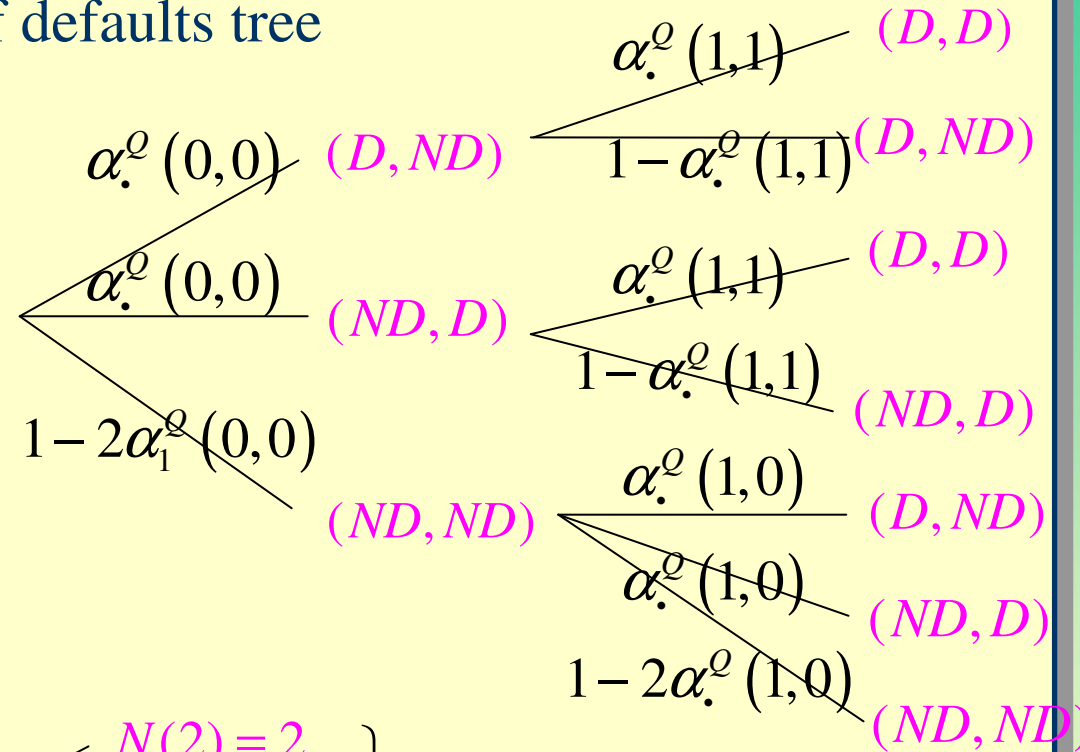 f defaults tree
α.^Q (1,1) (D, D)
α.^Q (0,0) (D, ND)
1 − α.^Q (1,1) (D, ND)
α.^Q (0,0) (ND, D)
α.^Q (1,1) (D, D)
1 − α.^Q (1,1) (ND, D)
1 − 2α_1^Q (0,0) (ND, ND)
α.^Q (1,0) (D, ND)
α.^Q (1,0) (ND, D)
1 − 2α.^Q (1,0) (ND, ND)
N(2) = 2